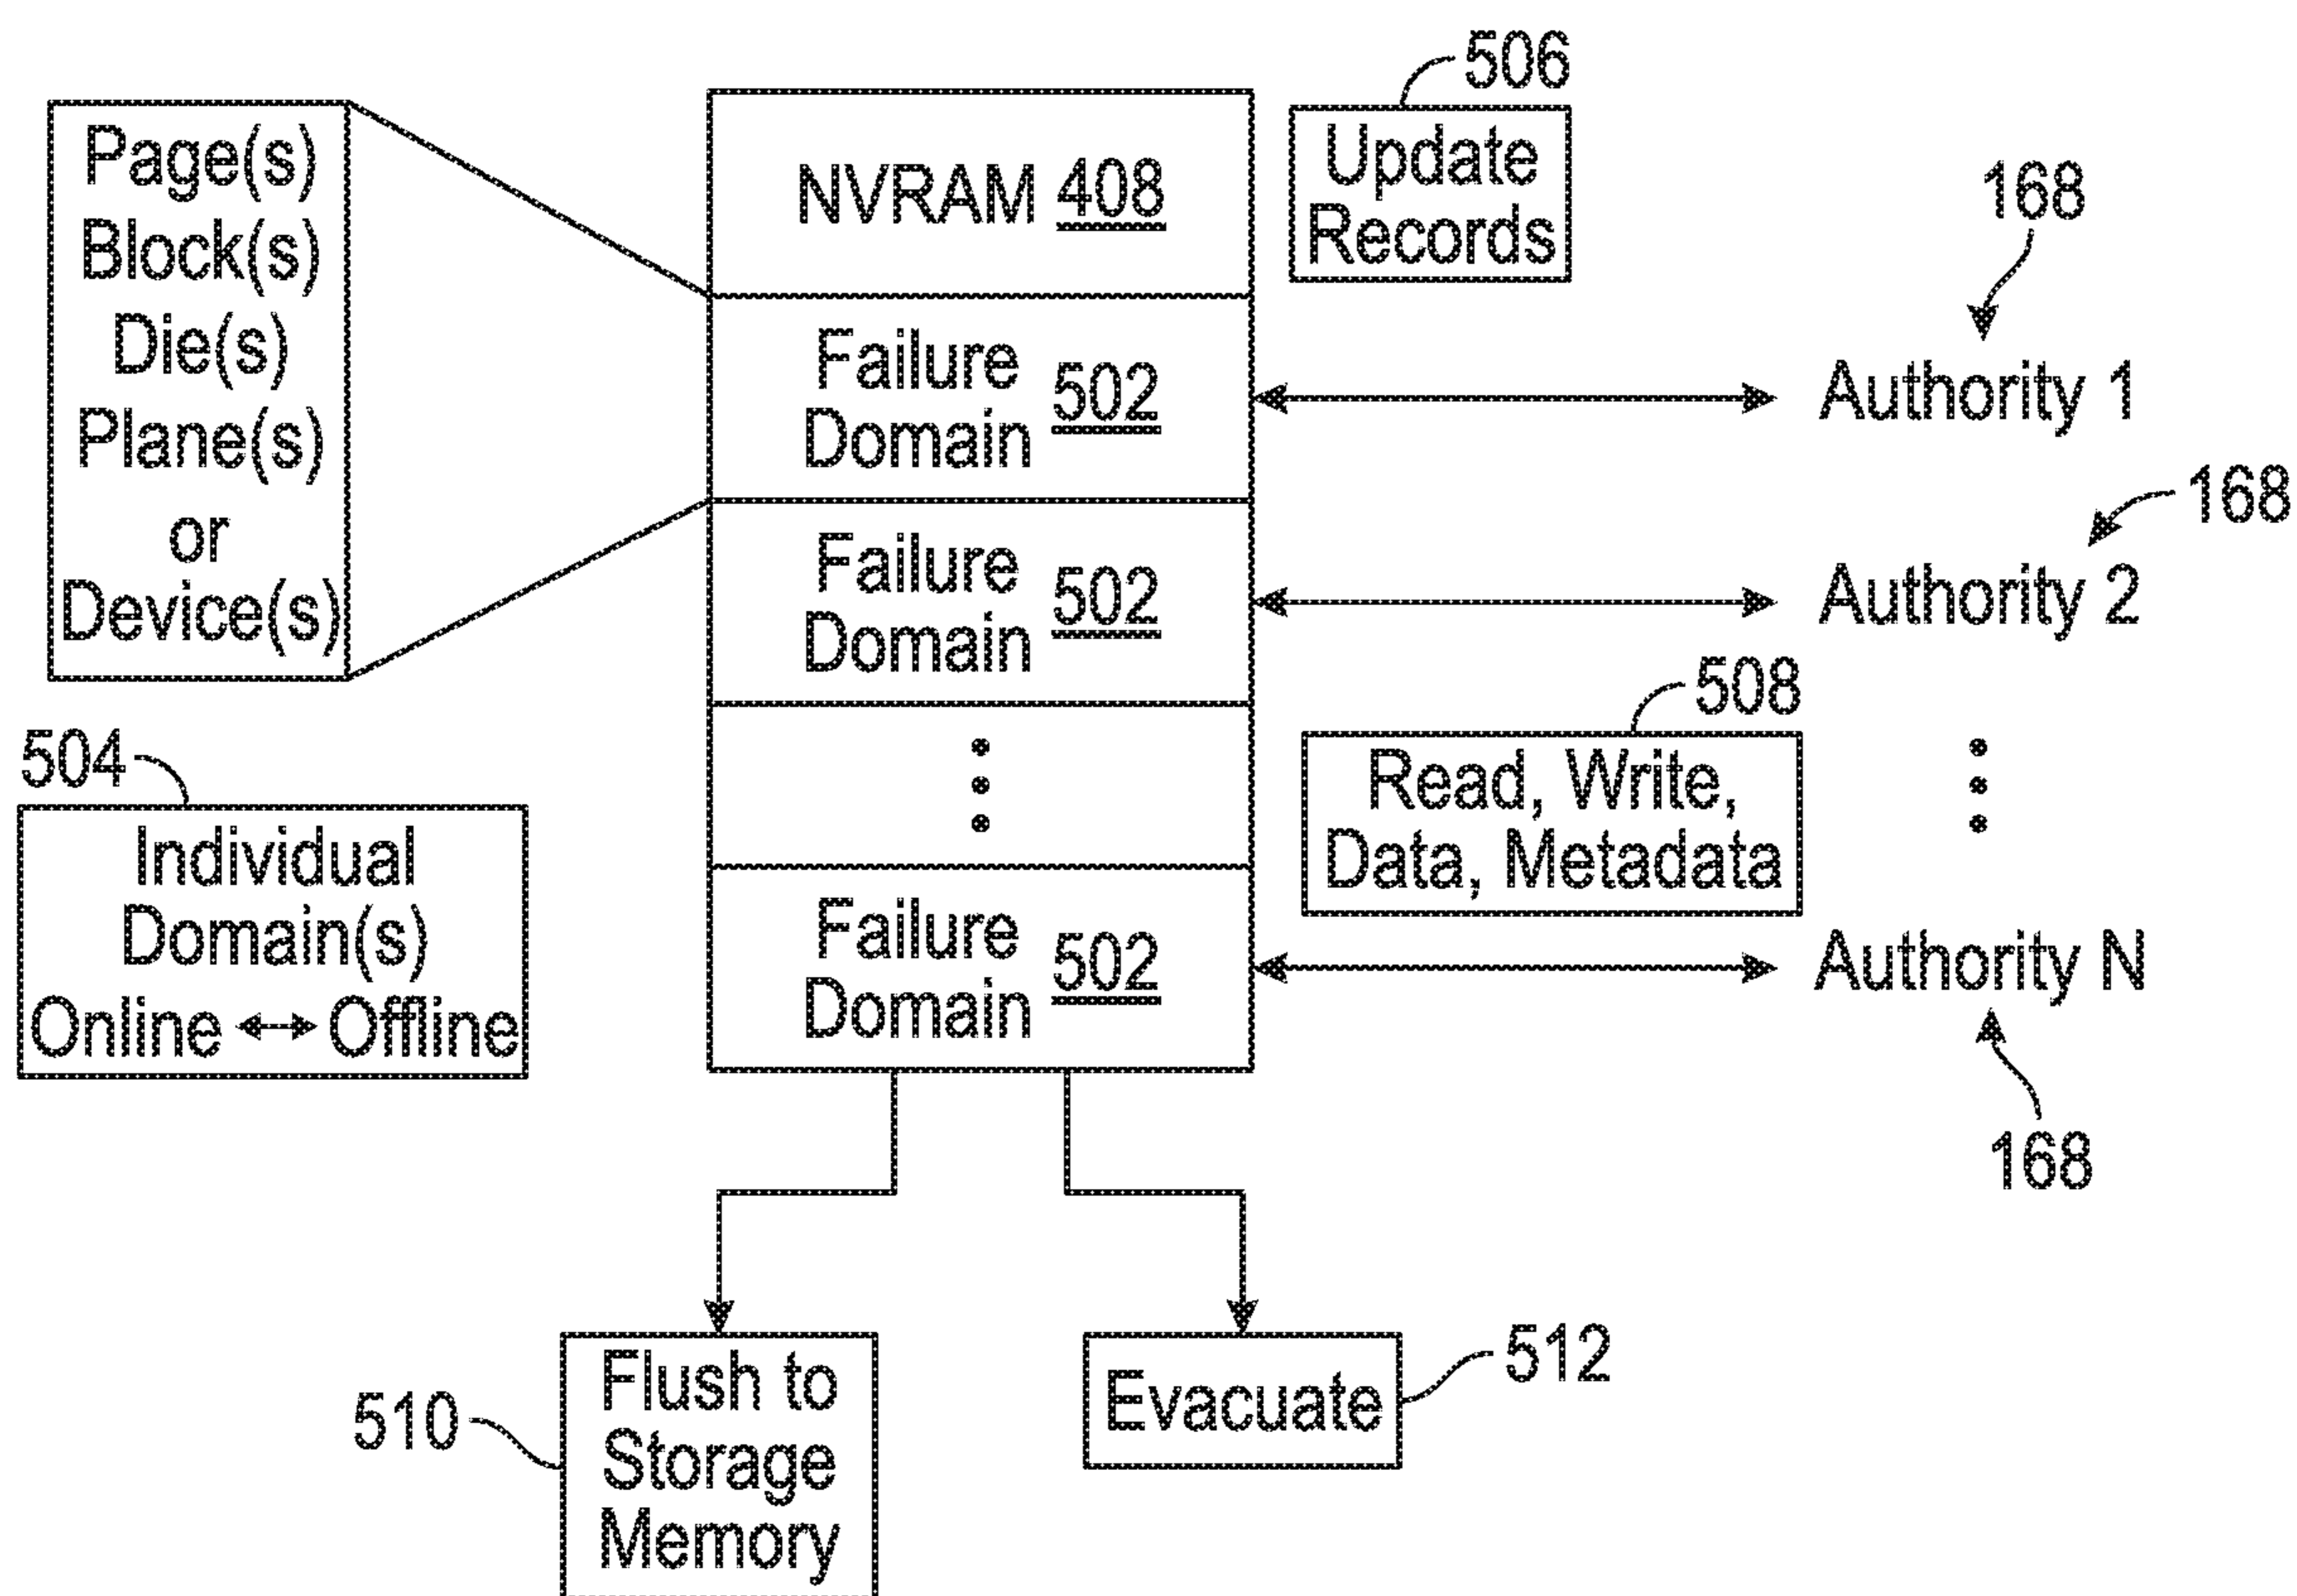 506
Page(s)
Block(s)
Die(s)
Plane(s)
or
Device(s)
NVRAM 408
Update
Records
168
Failure
Domain 502
Authority 1
168
Failure
Domain 502
Authority 2
508
Read, Write,
Data, Metadata
504
Individual
Domain(s)
Online ↔ Offline
Failure
Domain 502
Authority N
168
510
Flush to
Storage
Memory
Evacuate
512